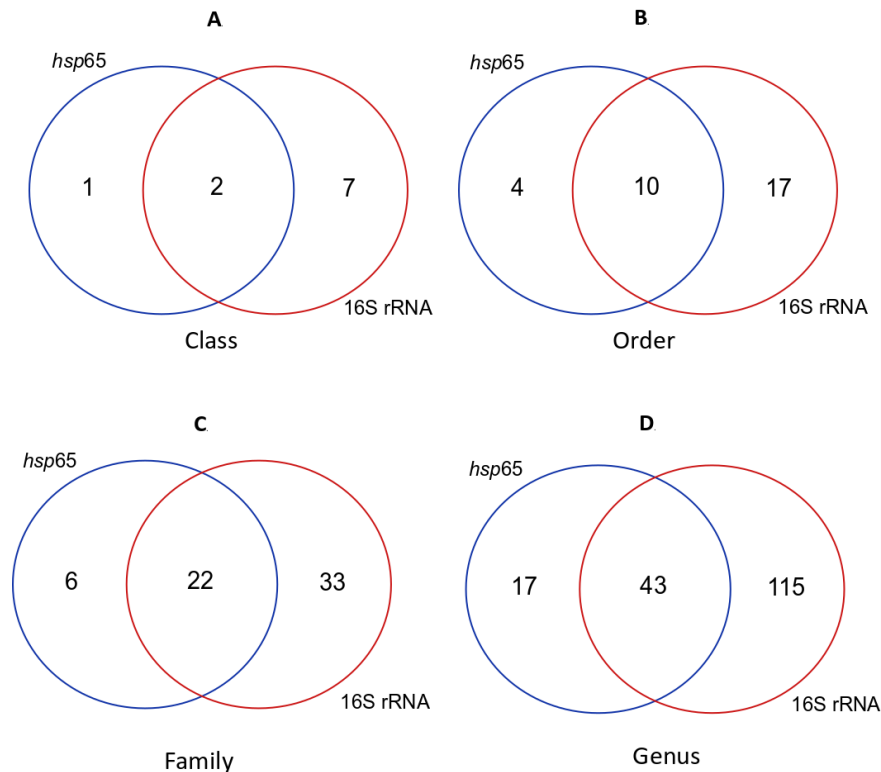 A
hsp65
1 2 7
16S rRNA
Class
B
hsp65
4 10 17
16S rRNA
Order
C
hsp65
6 22 33
16S rRNA
Family
D
hsp65
17 43 115
16S rRNA
Genus